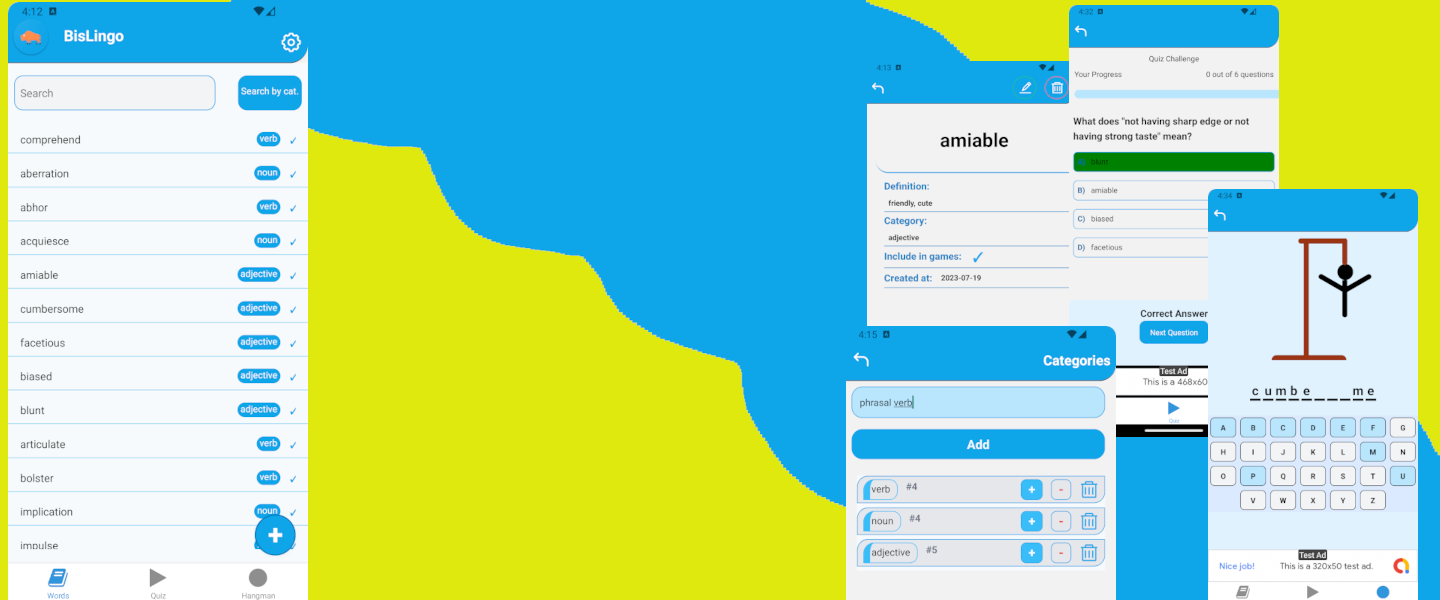 4:12
BisLingo
Search
Search by cat.
comprehend verb ✓
aberration noun ✓
abhor verb ✓
acquiesce noun ✓
amiable adjective ✓
cumbersome adjective ✓
facetious adjective ✓
biased adjective ✓
blunt adjective ✓
articulate verb ✓
bolster verb ✓
implication noun ✓
impulse ✓
+
Words Quiz Hangman
4:13
amiable
Definition:
friendly, cute
Category:
adjective
Include in games: ✓
Created at: 2023-07-19
4:32
Quiz Challenge
Your Progress 0 out of 6 questions
What does "not having sharp edge or not
having strong taste" mean?
A) blunt
B) amiable
C) biased
D) facetious
Correct Answer
Next Question
Test Ad
This is a 468x60
Quiz
4:15
Categories
phrasal verb
Add
verb #4 + -
noun #4 + -
adjective #5 + -
4:34
c u m b e _ _ _ m e
A B C D E F G
H I J K L M N
O P Q R S T U
V W X Y Z
Nice job!
Test Ad
This is a 320x50 test ad.